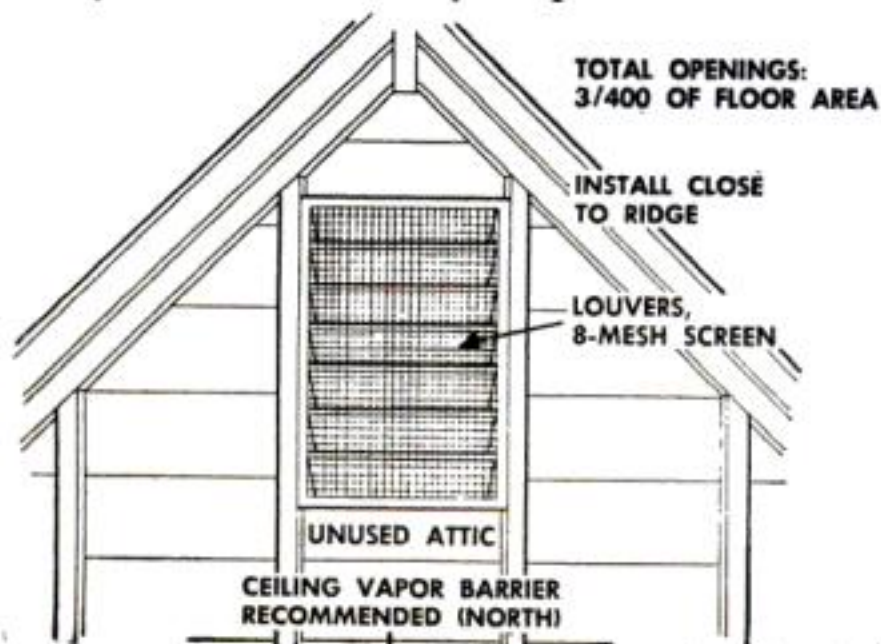 TOTAL OPENINGS:
3/400 OF FLOOR AREA
INSTALL CLOSE
TO RIDGE
LOUVERS,
8-MESH SCREEN
UNUSED ATTIC
CEILING VAPOR BARRIER
RECOMMENDED (NORTH)